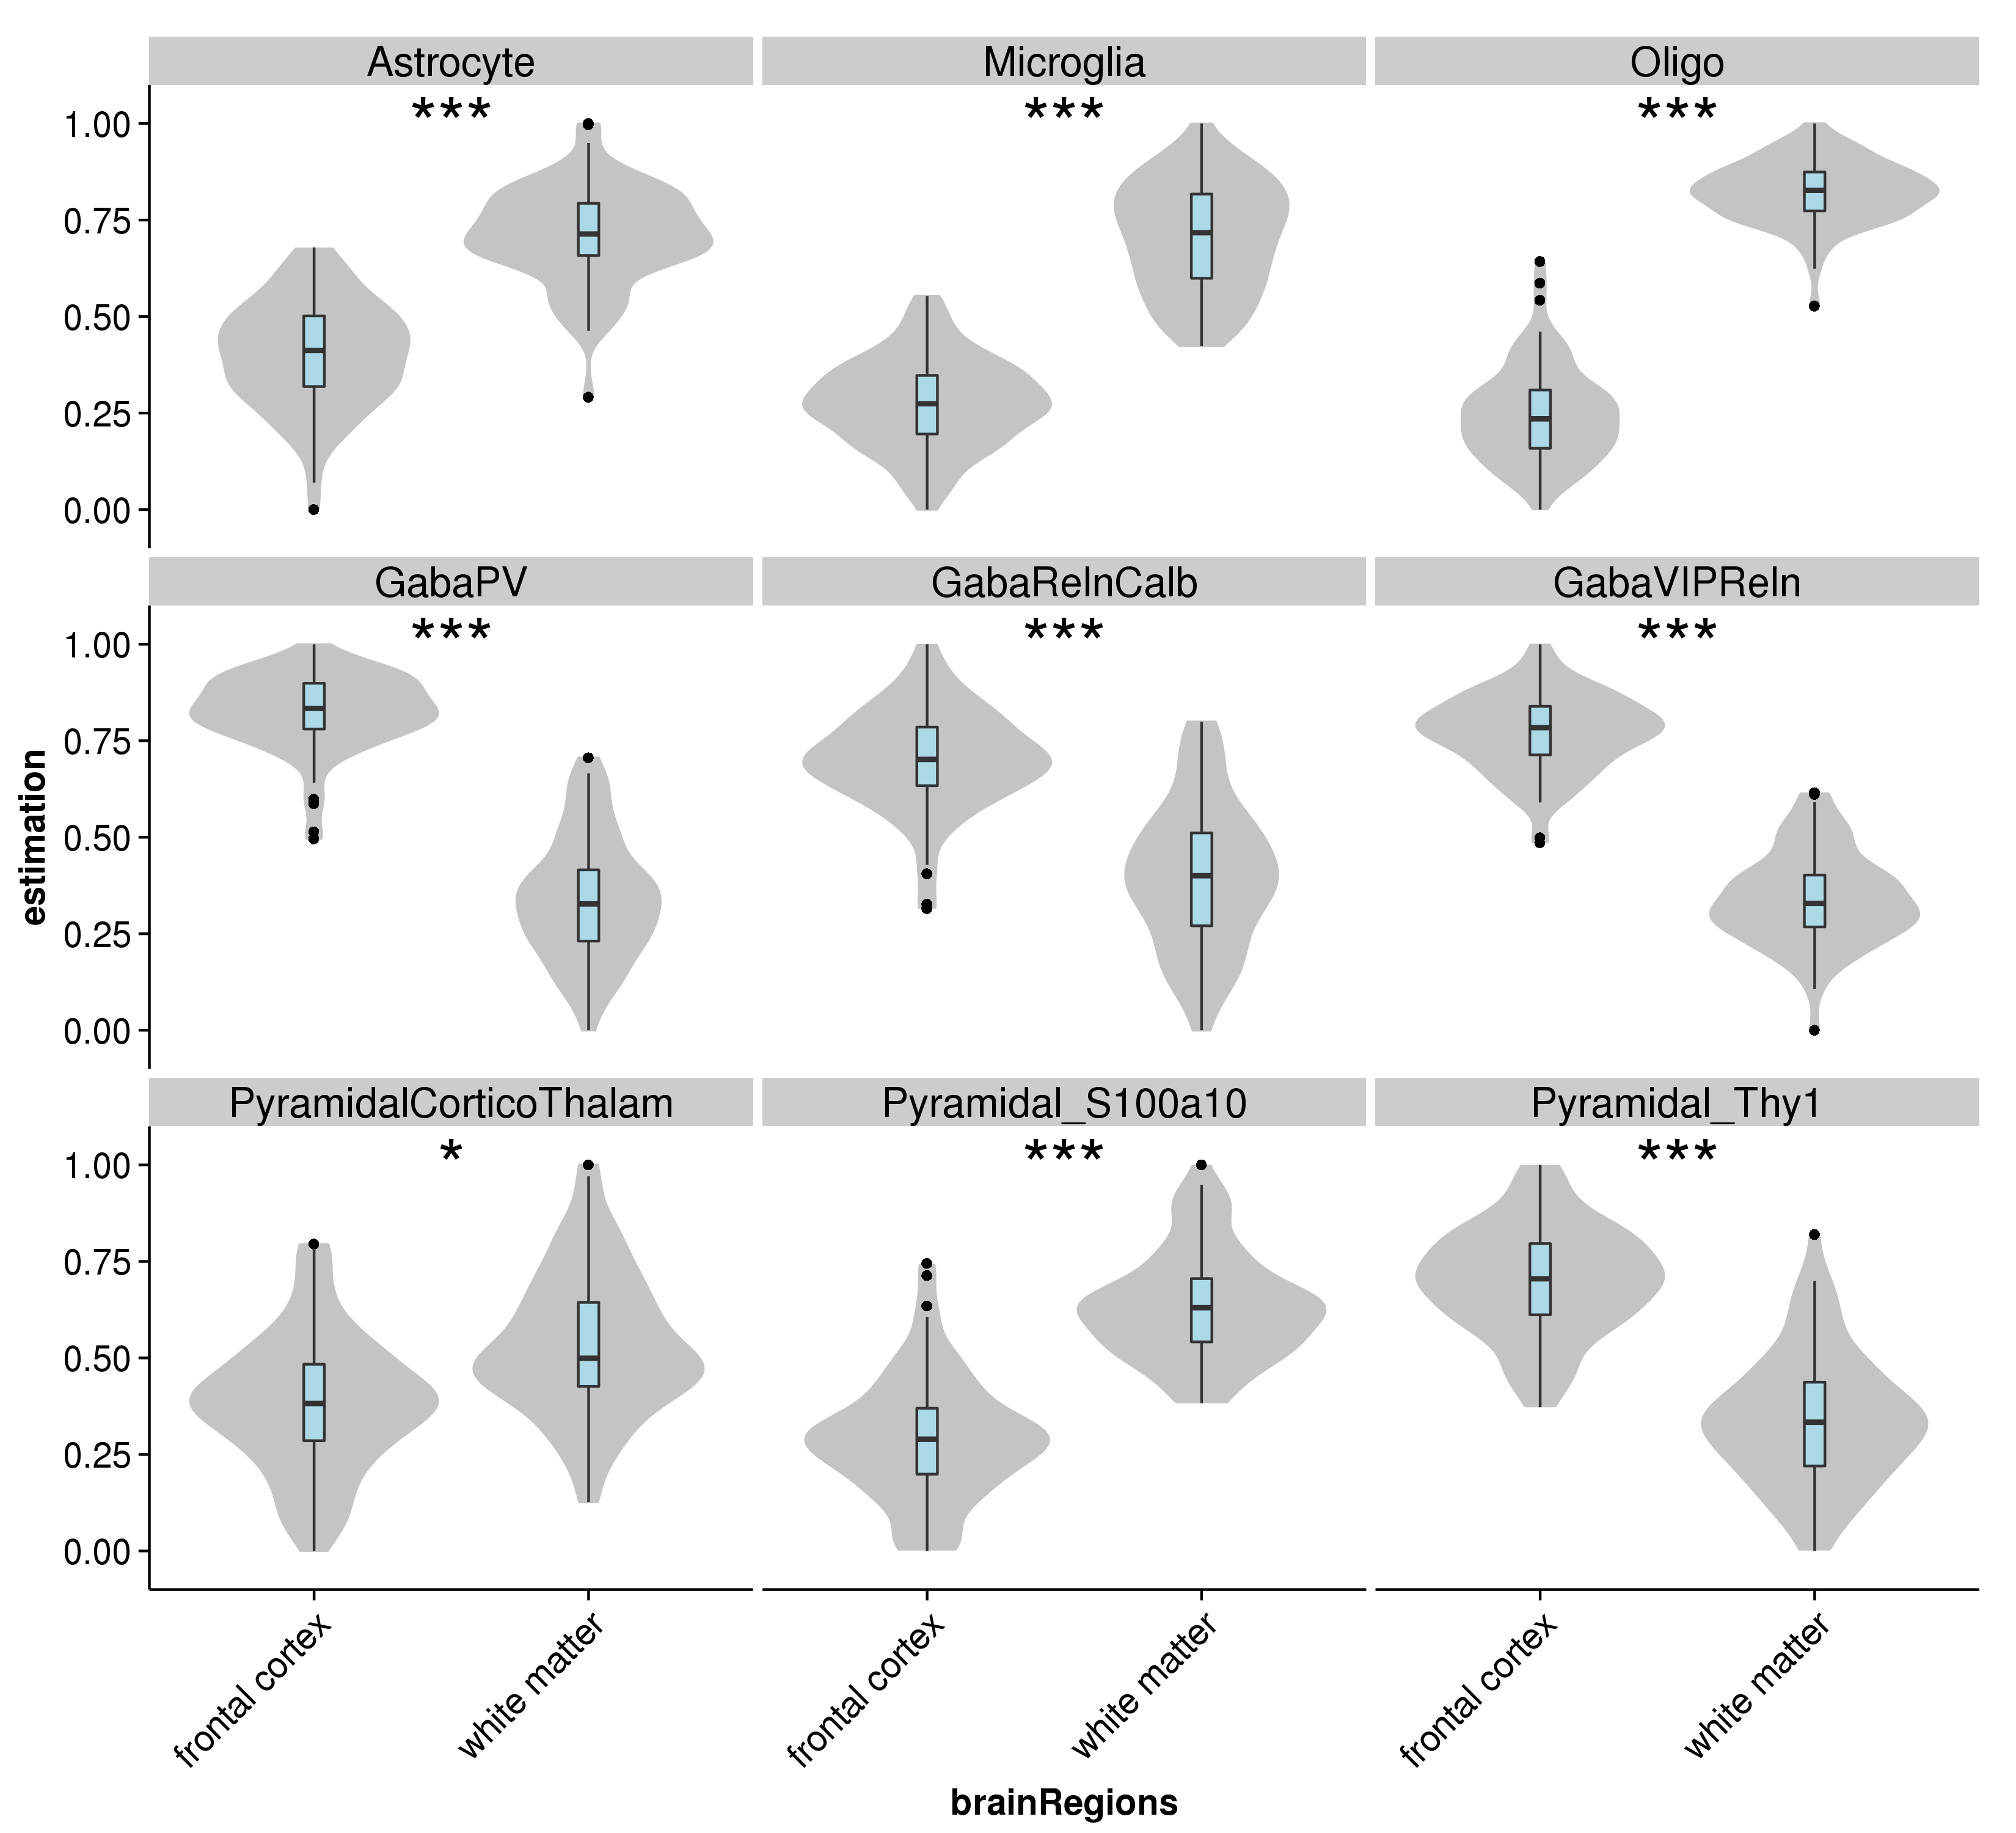 Astrocyte Microglia Oligo
*** *** ***
1.00
0.75
0.50
0.25
0.00
GabaPV GabaRelnCalb GabaVIPReln
*** *** ***
1.00
0.75
0.50
0.25
0.00
estimation
PyramidalCorticoThalam Pyramidal_S100a10 Pyramidal_Thy1
* *** ***
1.00
0.75
0.50
0.25
0.00
frontal cortex white matter frontal cortex white matter frontal cortex white matter
brainRegions